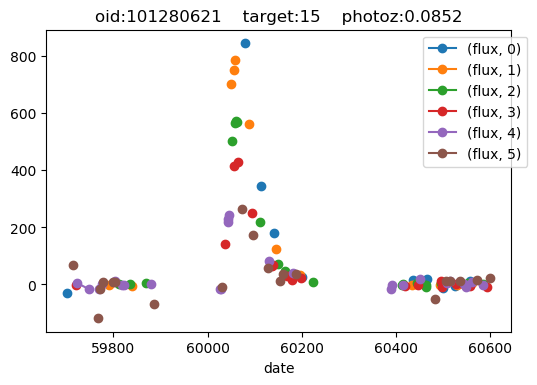 oid:101280621 target:15 photoz:0.0852
800
600
400
200
0
59800
60000
60200
60400
60600
date
(flux, 0)
(flux, 1)
(flux, 2)
(flux, 3)
(flux, 4)
(flux, 5)